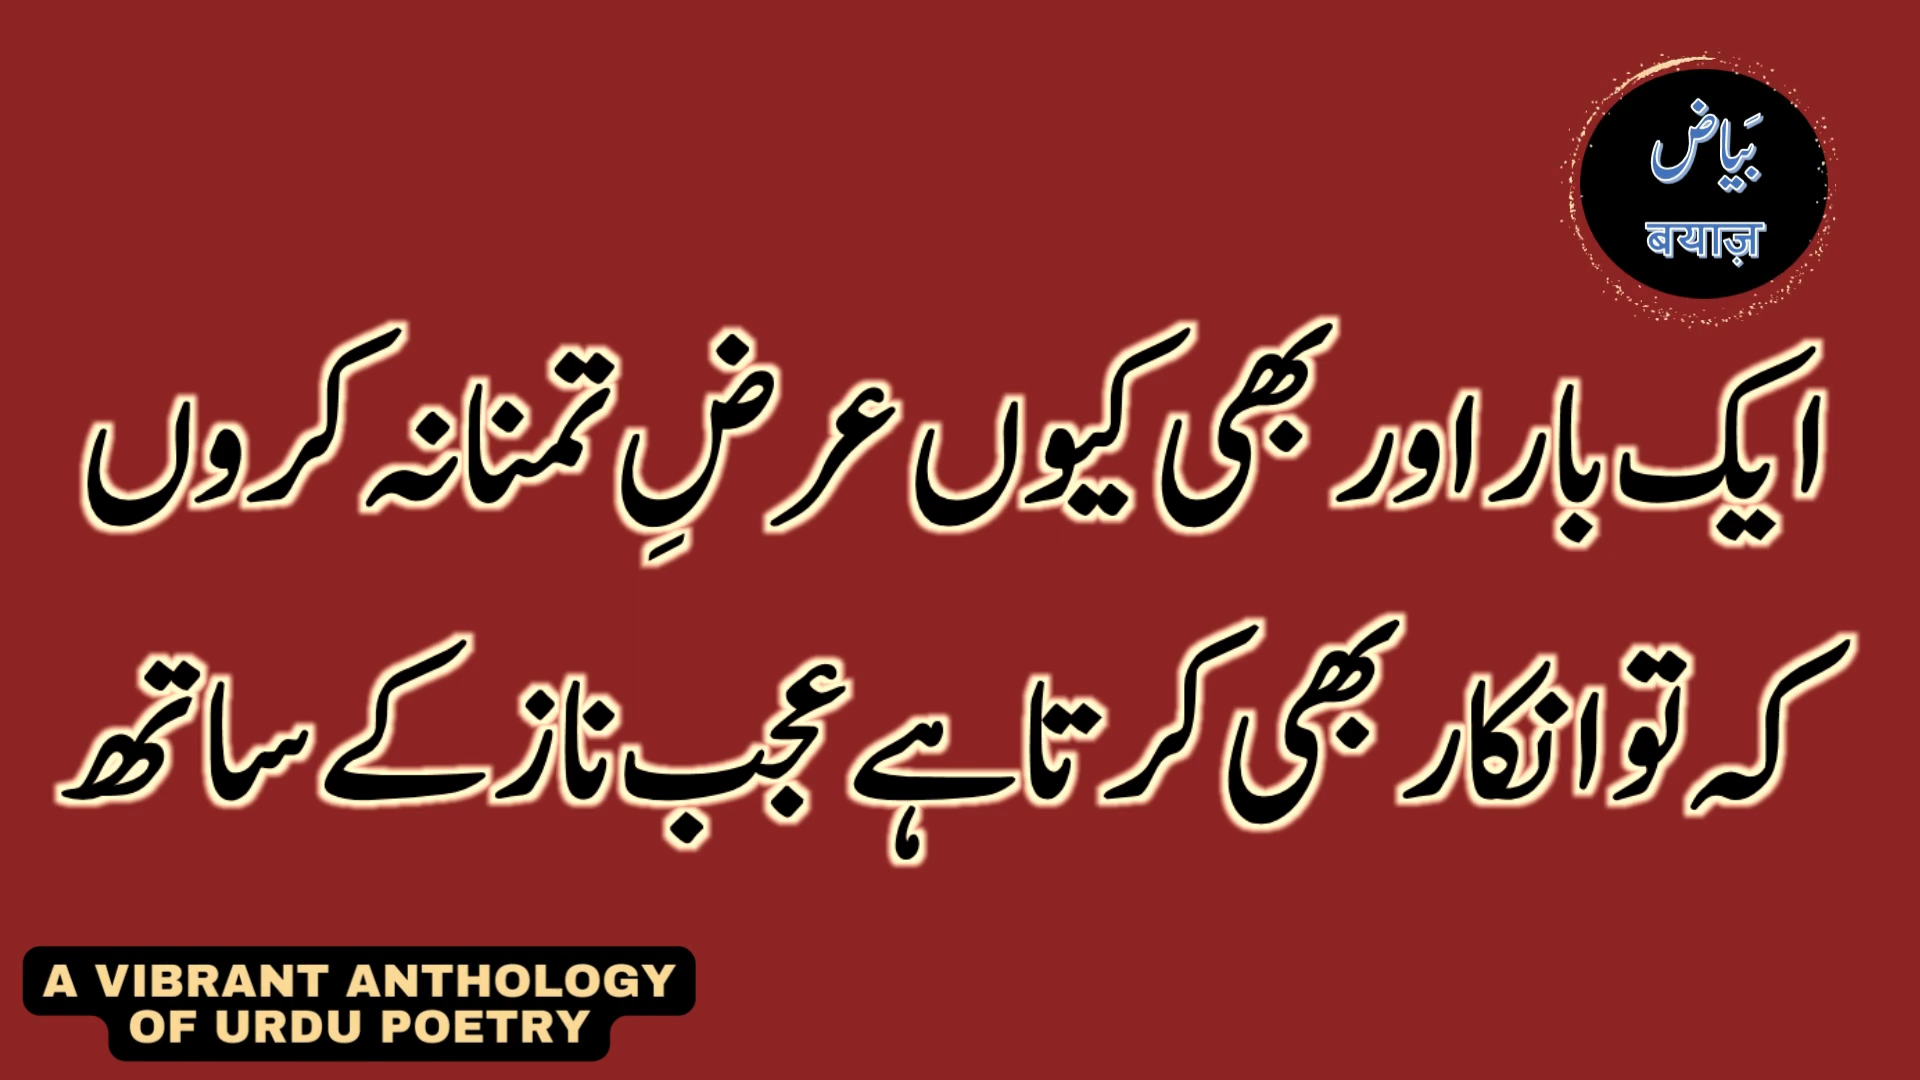 بَیاض
बयाज़
ایک بار اور بھی کیوں عرضِ تمنا نہ کروں
کہ تو انکار بھی کرتا ہے عجب ناز کے ساتھ
A VIBRANT ANTHOLOGY
OF URDU POETRY